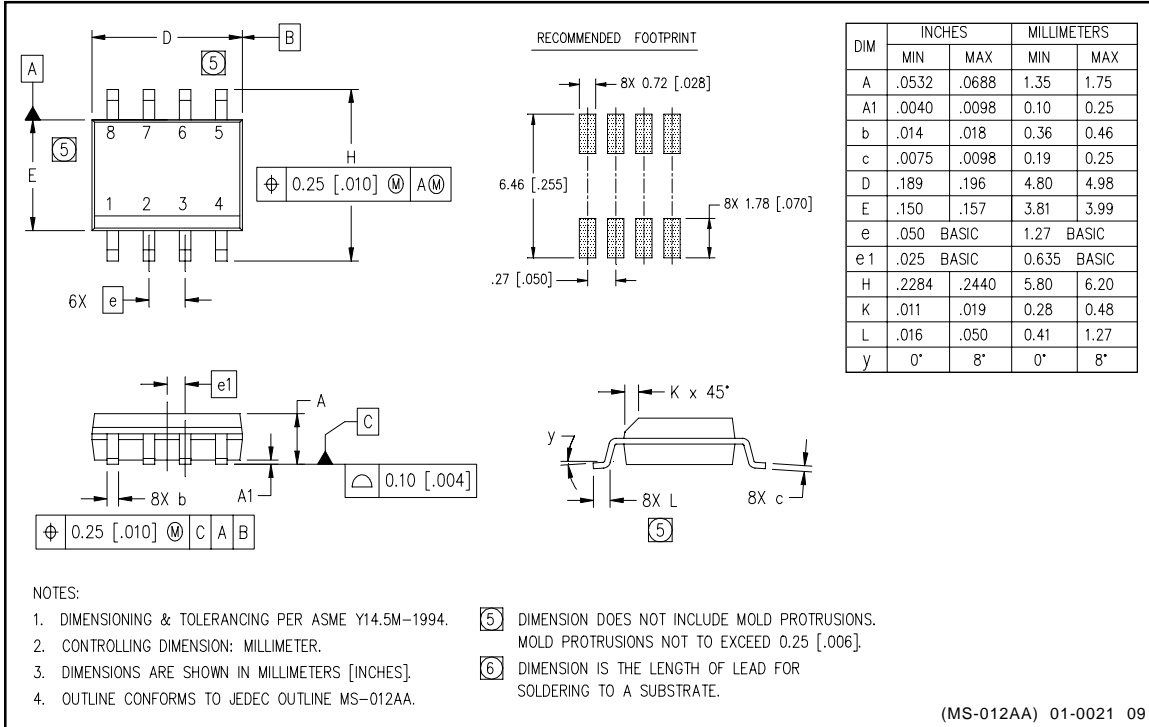 D
B
5
A
8 7 6 5
5
E
H
⌖ 0.25 [.010] Ⓜ AⓂ
1 2 3 4
6X e
RECOMMENDED FOOTPRINT
8X 0.72 [.028]
6.46 [.255]
8X 1.78 [.070]
.27 [.050]
DIM INCHES MILLIMETERS
MIN MAX MIN MAX
A .0532 .0688 1.35 1.75
A1 .0040 .0098 0.10 0.25
b .014 .018 0.36 0.46
c .0075 .0098 0.19 0.25
D .189 .196 4.80 4.98
E .150 .157 3.81 3.99
e .050 BASIC 1.27 BASIC
e1 .025 BASIC 0.635 BASIC
H .2284 .2440 5.80 6.20
K .011 .019 0.28 0.48
L .016 .050 0.41 1.27
y 0° 8° 0° 8°
e1
A
C
⌓ 0.10 [.004]
8X b
A1
⌖ 0.25 [.010] Ⓜ C A B
K x 45°
y
8X L
8X c
5
NOTES:
1. DIMENSIONING & TOLERANCING PER ASME Y14.5M-1994.
2. CONTROLLING DIMENSION: MILLIMETER.
3. DIMENSIONS ARE SHOWN IN MILLIMETERS [INCHES].
4. OUTLINE CONFORMS TO JEDEC OUTLINE MS-012AA.
5 DIMENSION DOES NOT INCLUDE MOLD PROTRUSIONS.
MOLD PROTRUSIONS NOT TO EXCEED 0.25 [.006].
6 DIMENSION IS THE LENGTH OF LEAD FOR
SOLDERING TO A SUBSTRATE.
(MS-012AA) 01-0021 09